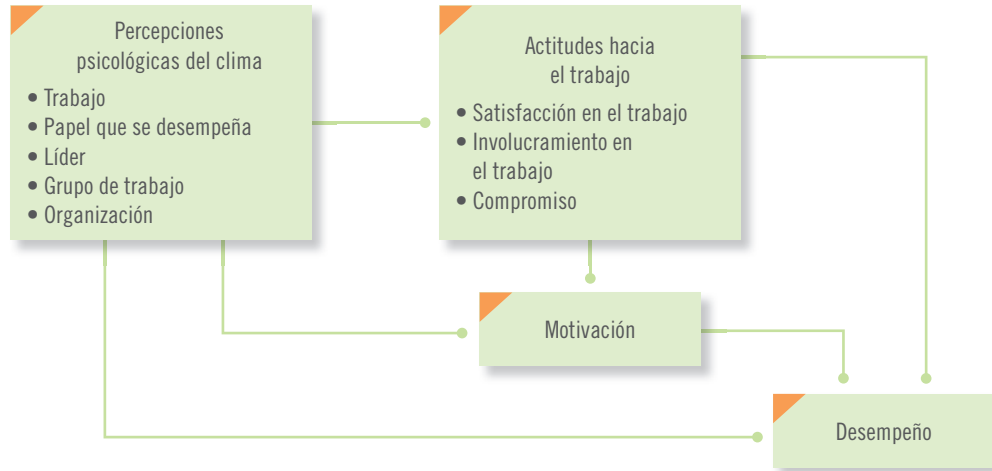 Percepciones
psicológicas del clima
• Trabajo
• Papel que se desempeña
• Líder
• Grupo de trabajo
• Organización
Actitudes hacia
el trabajo
• Satisfacción en el trabajo
• Involucramiento en
el trabajo
• Compromiso
Motivación
Desempeño